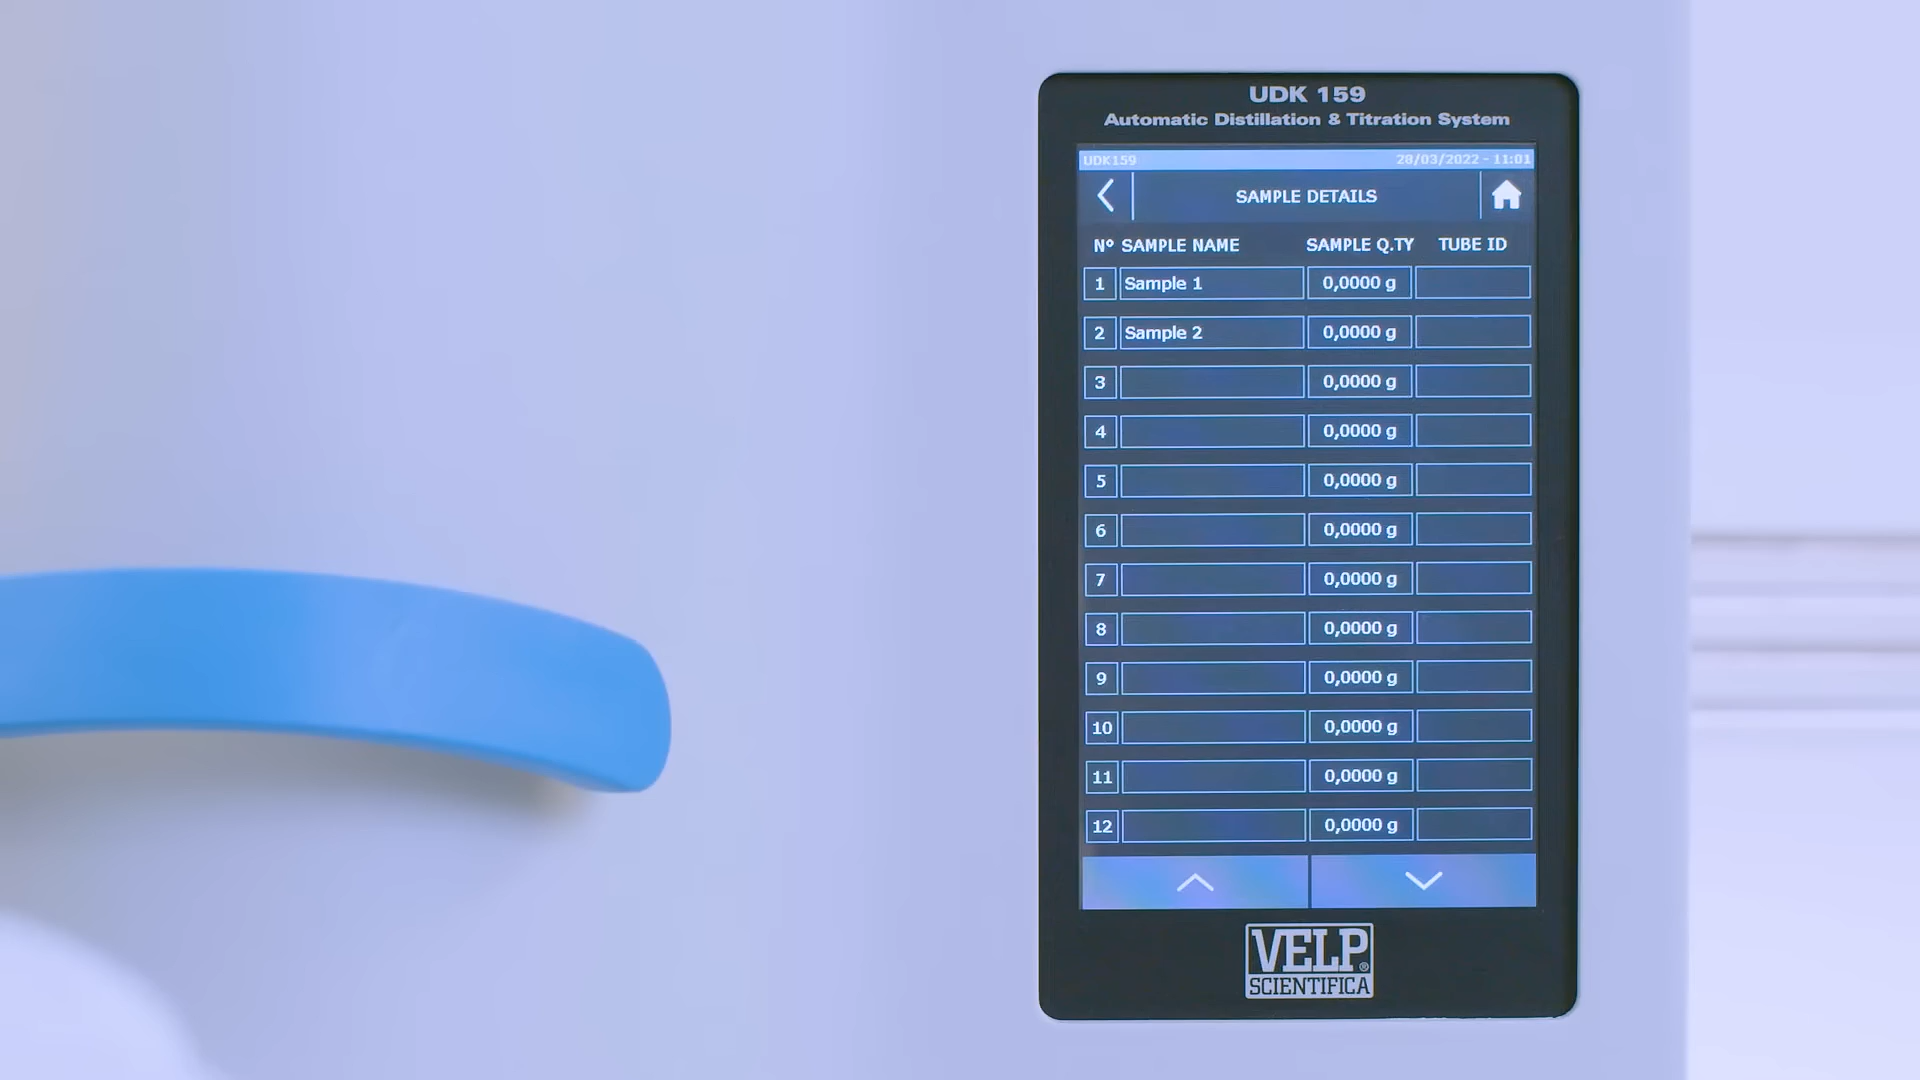 UDK 159
Automatic Distillation & Titration System
UDK159 28/03/2022 - 11:01
SAMPLE DETAILS
Nº SAMPLE NAME SAMPLE Q.TY TUBE ID
1 Sample 1 0,0000 g
2 Sample 2 0,0000 g
3 0,0000 g
4 0,0000 g
5 0,0000 g
6 0,0000 g
7 0,0000 g
8 0,0000 g
9 0,0000 g
10 0,0000 g
11 0,0000 g
12 0,0000 g
VELP®
SCIENTIFICA